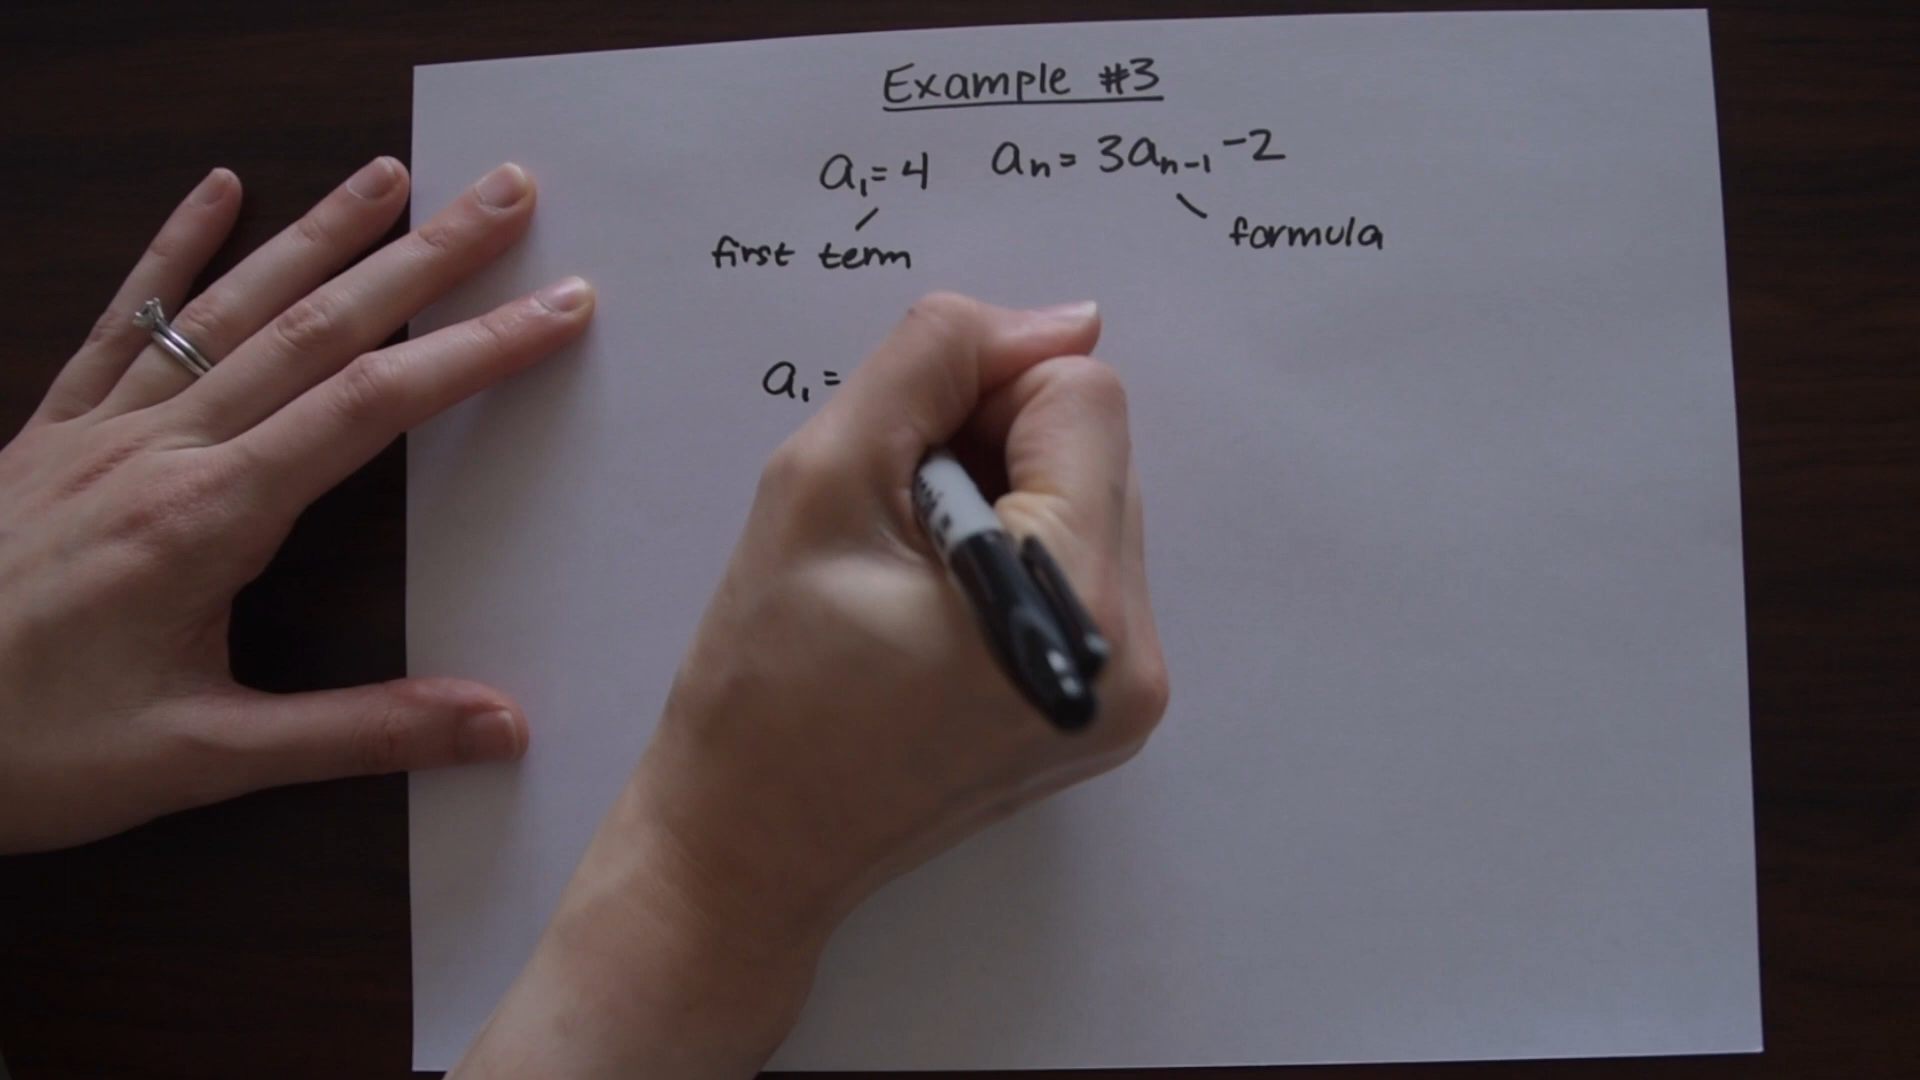 Example #3
a₁=4 aₙ= 3aₙ₋₁ -2
first term formula
a₁ =